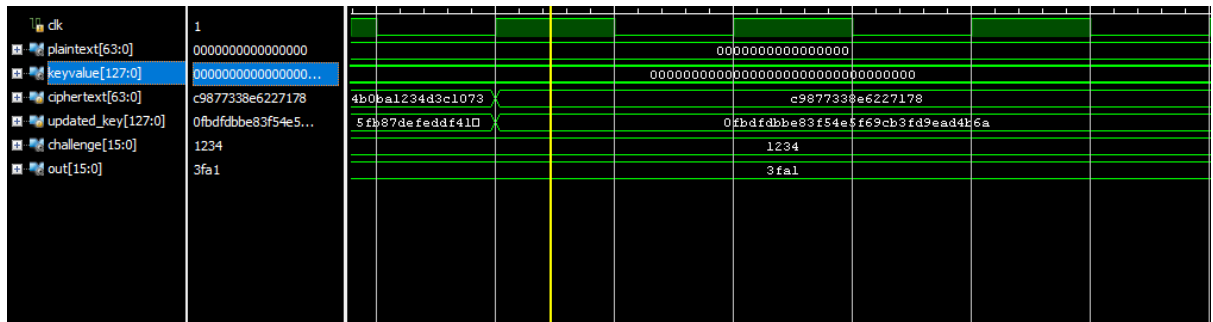 clk 1
plaintext[63:0] 0000000000000000 0000000000000000
keyvalue[127:0] 0000000000000000... 00000000000000000000000000000000
ciphertext[63:0] c9877338e6227178 4b0ba1234d3c1073 c9877338e6227178
updated_key[127:0] 0fbdfdbbe83f54e5... 5fb87defeddf41 0fbdfdbbe83f54e5f69cb3fd9ead4b6a
challenge[15:0] 1234 1234
out[15:0] 3fa1 3fa1